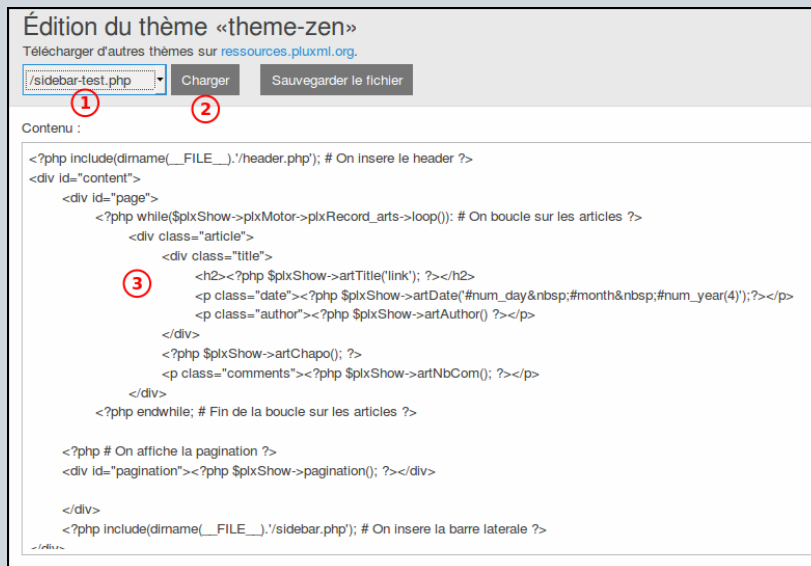 Édition du thème «theme-zen»
Télécharger d'autres thèmes sur ressources.pluxml.org.
/sidebar-test.php Charger Sauvegarder le fichier
1 2
Contenu :
<?php include(dirname(__FILE__).'/header.php'); # On insere le header ?>
<div id="content">
<div id="page">
<?php while($plxShow->plxMotor->plxRecord_arts->loop()): # On boucle sur les articles ?>
<div class="article">
<div class="title">
<h2><?php $plxShow->artTitle('link'); ?></h2>
3
<p class="date"><?php $plxShow->artDate('#num_day&nbsp;#month&nbsp;#num_year(4)');?></p>
<p class="author"><?php $plxShow->artAuthor() ?></p>
</div>
<?php $plxShow->artChapo(); ?>
<p class="comments"><?php $plxShow->artNbCom(); ?></p>
</div>
<?php endwhile; # Fin de la boucle sur les articles ?>
<?php # On affiche la pagination ?>
<div id="pagination"><?php $plxShow->pagination(); ?></div>
</div>
<?php include(dirname(__FILE__).'/sidebar.php'); # On insere la barre laterale ?>
</div>